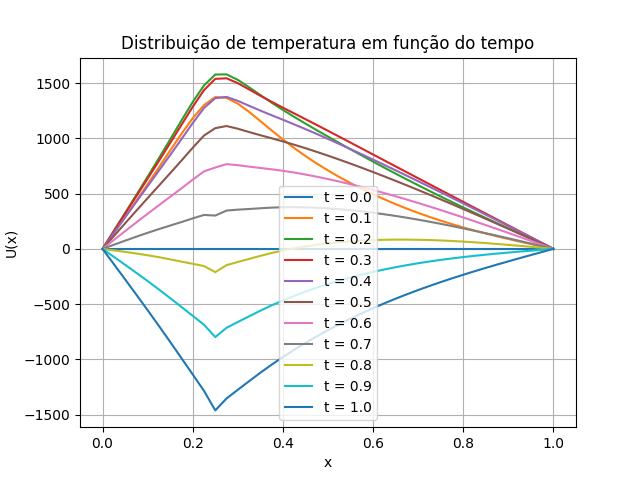 Distribuição de temperatura em função do tempo
U(x)
1500
1000
500
0
−500
−1000
−1500
t = 0.0
t = 0.1
t = 0.2
t = 0.3
t = 0.4
t = 0.5
t = 0.6
t = 0.7
t = 0.8
t = 0.9
t = 1.0
0.0 0.2 0.4 0.6 0.8 1.0
x